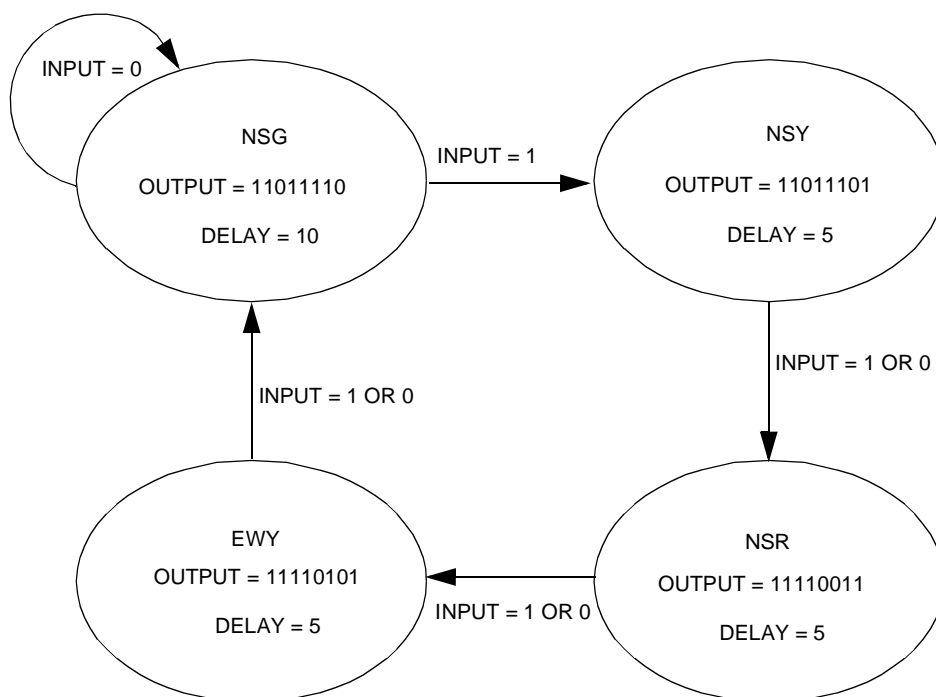 INPUT = 0
NSG
OUTPUT = 11011110
DELAY = 10
INPUT = 1
NSY
OUTPUT = 11011101
DELAY = 5
INPUT = 1 OR 0
INPUT = 1 OR 0
EWY
OUTPUT = 11110101
DELAY = 5
INPUT = 1 OR 0
NSR
OUTPUT = 11110011
DELAY = 5